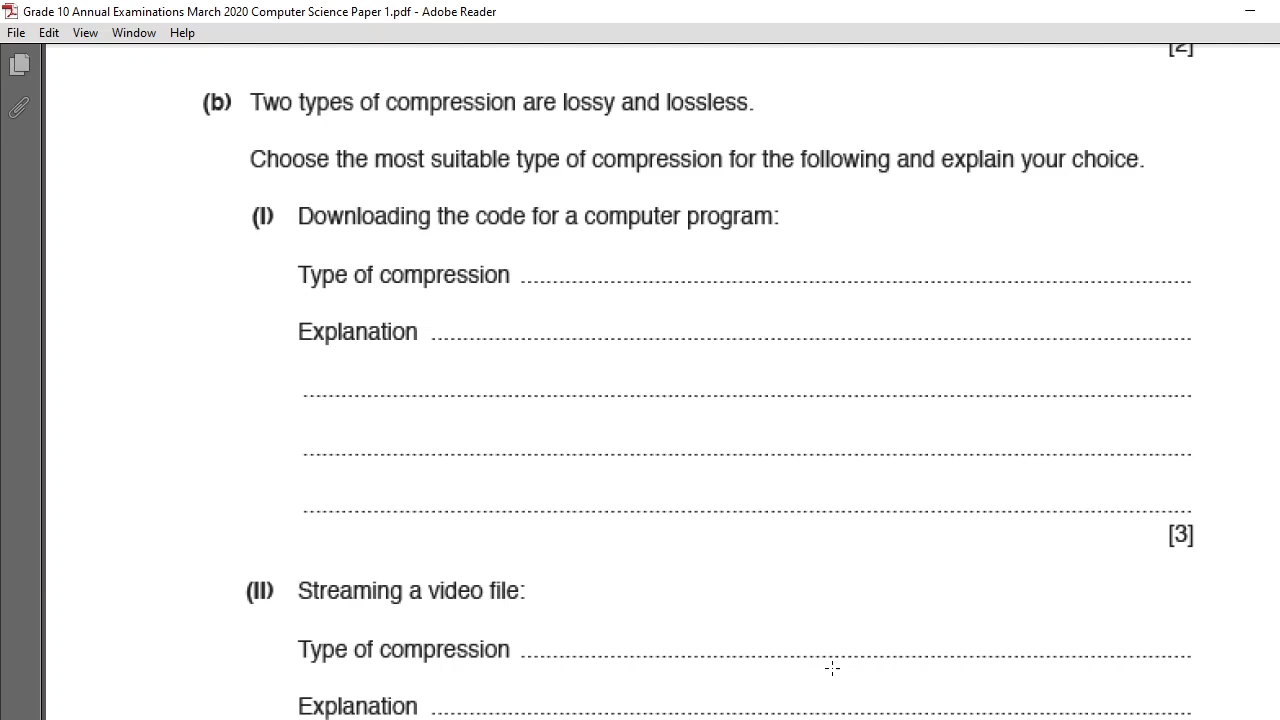 Grade 10 Annual Examinations March 2020 Computer Science Paper 1.pdf - Adobe Reader
File Edit View Window Help
[2]
(b) Two types of compression are lossy and lossless.
Choose the most suitable type of compression for the following and explain your choice.
(I) Downloading the code for a computer program:
Type of compression
Explanation
[3]
(II) Streaming a video file:
Type of compression
Explanation